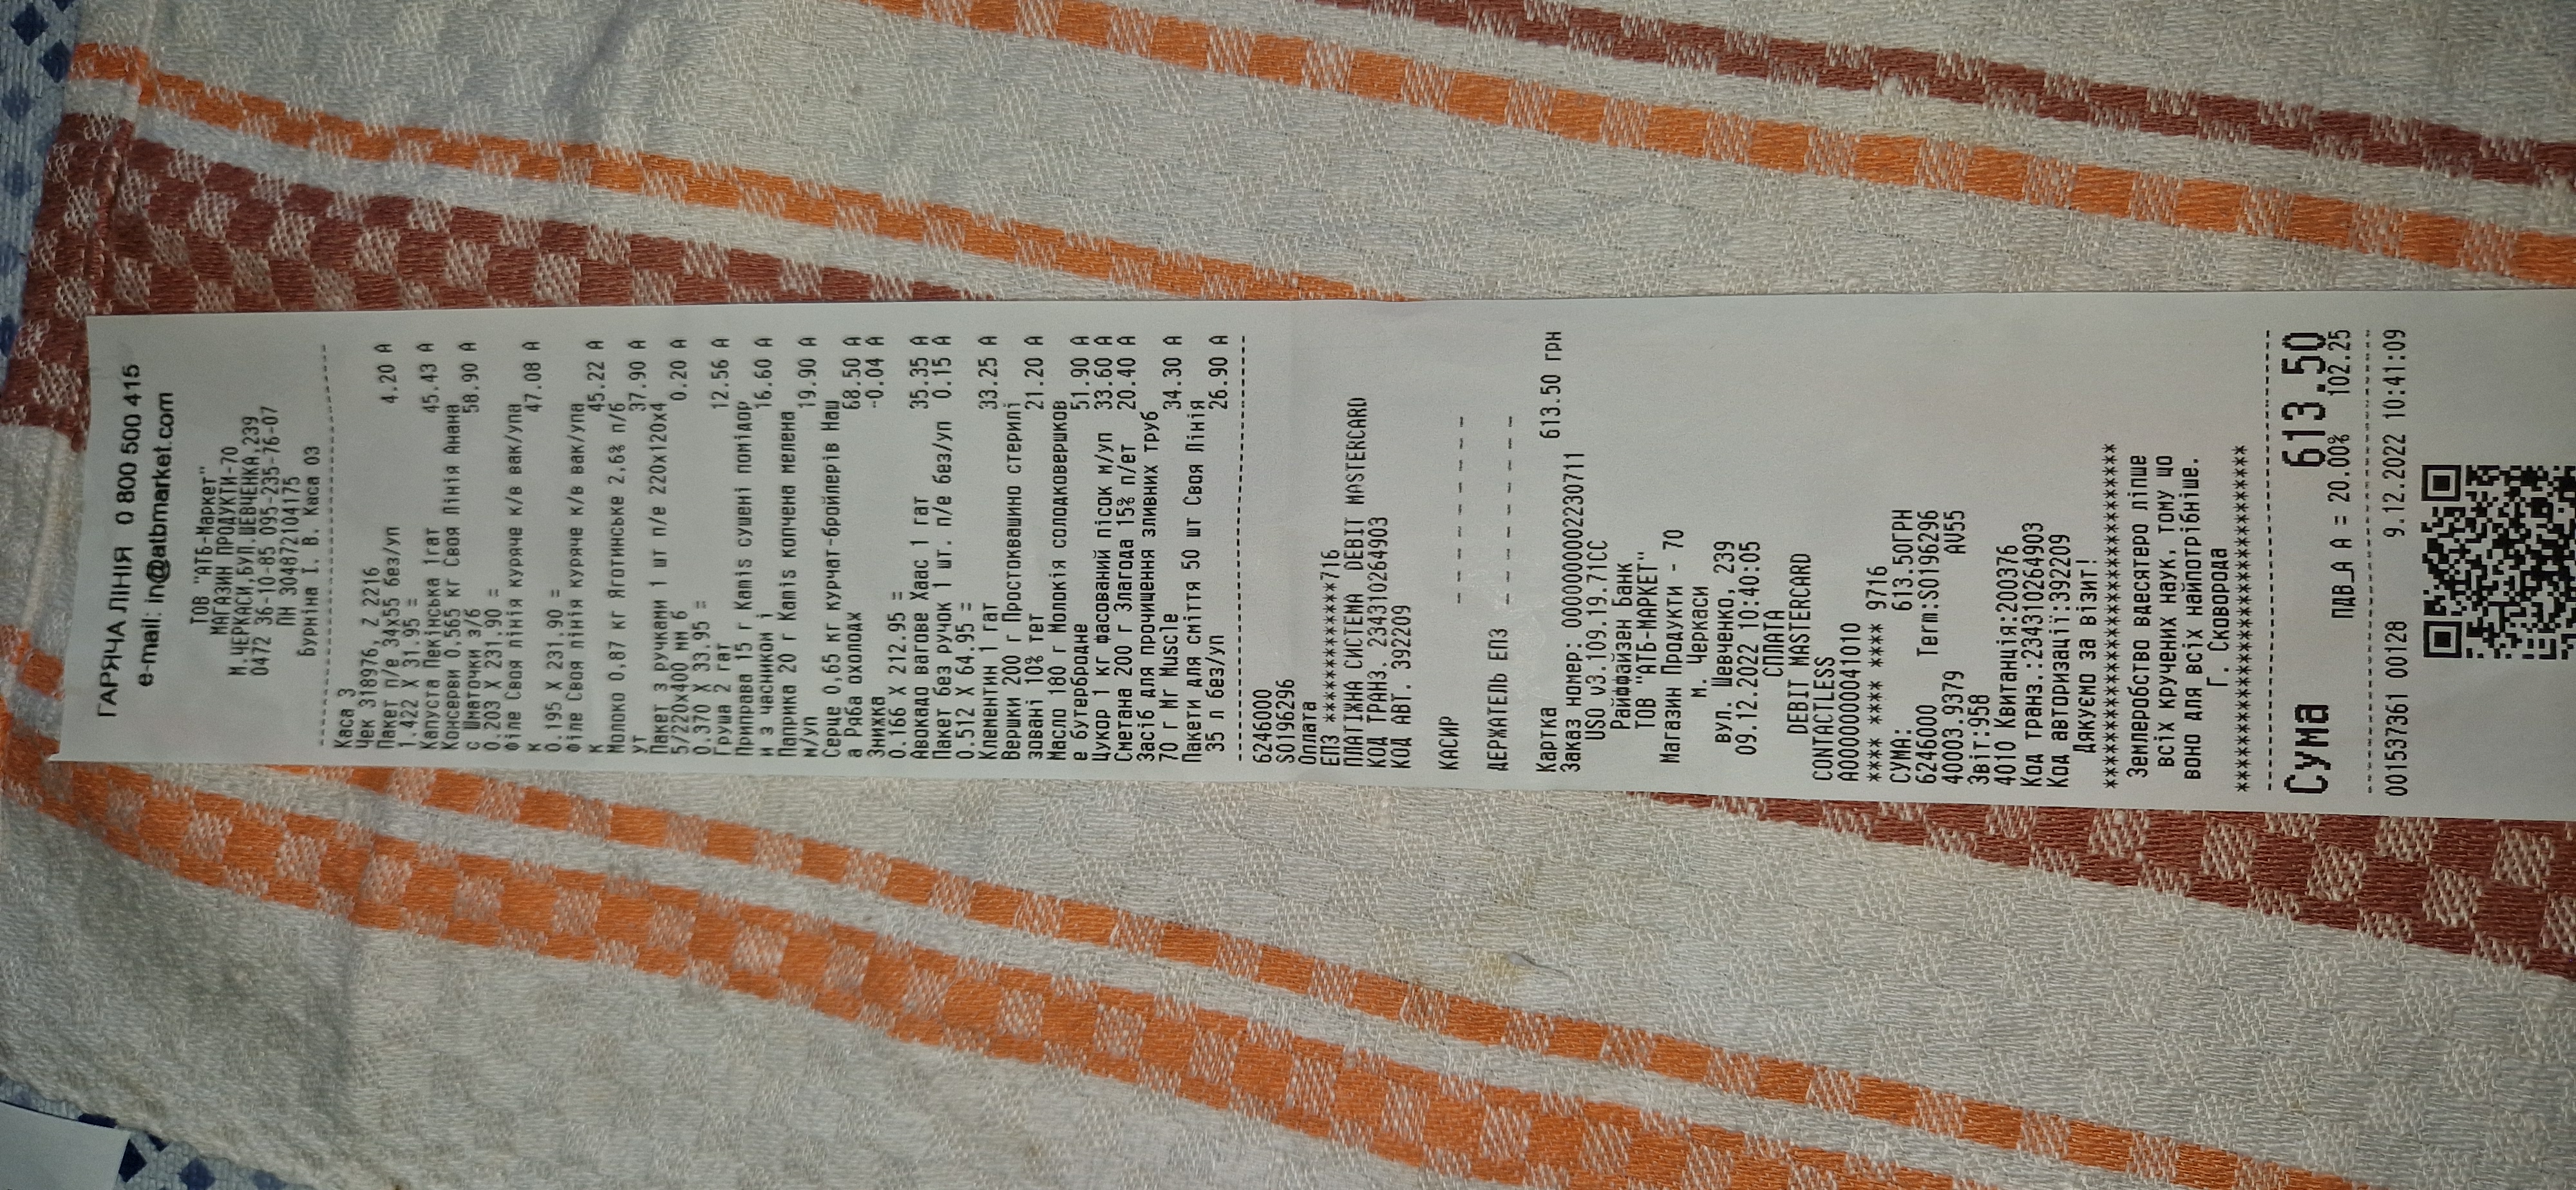 ГАРЯЧА ЛІНІЯ 0 800 500 415
e-mail: in@atbmarket.com
ТОВ "АТБ-Маркет"
МАГАЗИН ПРОДУКТИ-70
М.ЧЕРКАСИ,БУЛ.ШЕВЧЕНКА,239
0472 36-10-85 095-235-76-07
ПН 304872104175
Бурніна І. В. Каса 03
Каса 3
Чек 318976, Z 2216
Пакет п/е 34х55 без/уп 4.20 А
1.422 X 31.95 =
Капуста Пекінська 1гат 45.43 А
Консерви 0.565 кг Своя Лінія Анана
с Шматочки з/б 58.90 А
0.203 X 231.90 =
Філе Своя лінія куряче к/в вак/упа
к 47.08 А
0.195 X 231.90 =
Філе Своя лінія куряче к/в вак/упа
к 45.22 А
Молоко 0,87 кг Яготинське 2,6% п/б
ут 37.90 А
Пакет з ручками 1 шт п/е 220х120х4
5/220х400 мм 6 0.20 А
0.370 X 33.95 =
Груша 2 гат 12.56 А
Приправа 15 г Kamis сушені помідор
и з часником і 16.60 А
Паприка 20 г Kamis копчена мелена
м/уп 19.90 А
Серце 0,65 кг курчат-бройлерів Наш
а Ряба охолодж 68.50 А
Знижка -0.04 А
0.166 X 212.95 =
Авокадо вагове Хаас 1 гат 35.35 А
Пакет без ручок 1 шт. п/е без/уп 0.15 А
0.512 X 64.95 =
Клементин 1 гат 33.25 А
Вершки 200 г Простоквашино стерилі
зовані 10% тет 21.20 А
Масло 180 г Молокія солодковершков
е бутербродне 51.90 А
Цукор 1 кг фасований пісок м/уп 33.60 А
Сметана 200 г Злагода 15% п/ет 20.40 А
Засіб для прочищення зливних труб
70 г Mr Muscle 34.30 А
Пакети для сміття 50 шт Своя Лінія
35 л без/уп 26.90 А
6246000
S0196296
Оплата
ЕПЗ ************716
ПЛАТІЖНА СИСТЕМА DEBIT MASTERCARD
КОД ТРАНЗ. 234310264903
КОД АВТ. 392209
КАСИР
ДЕРЖАТЕЛЬ ЕПЗ
Картка 613.50 ГРН
Заказ номер: 0000000002230711
USO v3.109.19.71CC
Райффайзен Банк
ТОВ "АТБ-МАРКЕТ"
Магазин Продукти - 70
м. Черкаси
вул. Шевченко, 239
09.12.2022 10:40:05
СПЛАТА
DEBIT MASTERCARD
CONTACTLESS
A0000000041010
**** **** **** 9716
СУМА: 613.50ГРН
6246000 Term:S0196296
40003.9379 AV55
Звіт:958
4010 Квитанція:200376
Код транз.:234310264903
Код авторизації:392209
Дякуємо за візит!
**********************************
Землеробство вдесятеро ліпше
всіх кручених наук, тому що
воно для всіх найпотрібніше.
Г. Сковорода
**********************************
Сума 613.50
ПДВ_А А = 20.00% 102.25
001537361 00128 9.12.2022 10:41:09